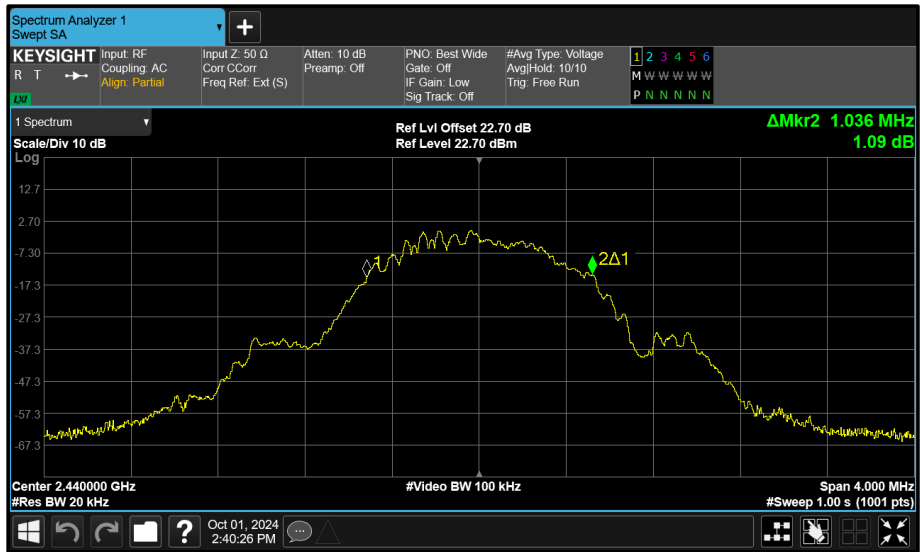 Spectrum Analyzer 1
Swept SA
+
KEYSIGHT
R T
LXI
Input: RF
Coupling: AC
Align: Partial
Input Z: 50 Ω
Corr CCorr
Freq Ref: Ext (S)
Atten: 10 dB
Preamp: Off
PNO: Best Wide
Gate: Off
IF Gain: Low
Sig Track: Off
#Avg Type: Voltage
Avg|Hold: 10/10
Trig: Free Run
1 2 3 4 5 6
M W W W W W
P N N N N N
1 Spectrum
Scale/Div 10 dB
Log
Ref Lvl Offset 22.70 dB
Ref Level 22.70 dBm
ΔMkr2 1.036 MHz
1.09 dB
12.7
2.70
-7.30
-17.3
-27.3
-37.3
-47.3
-57.3
-67.3
1
2Δ1
Center 2.440000 GHz
#Res BW 20 kHz
#Video BW 100 kHz
Span 4.000 MHz
#Sweep 1.00 s (1001 pts)
?
Oct 01, 2024
2:40:26 PM